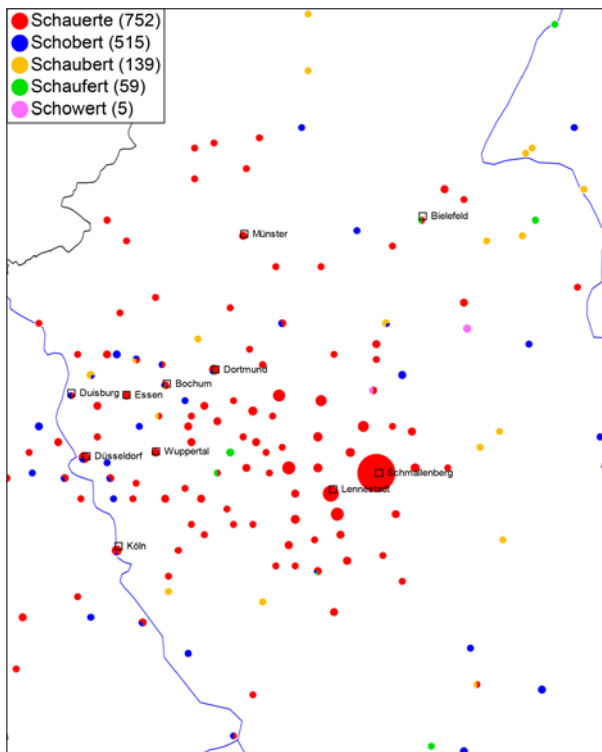 Schauerte (752)
Schobert (515)
Schaubert (139)
Schaufert (59)
Schowert (5)
Bielefeld
Münster
Dortmund
Bochum
Duisburg
Essen
Wuppertal
Düsseldorf
Schmallenberg
Lennestadt
Köln